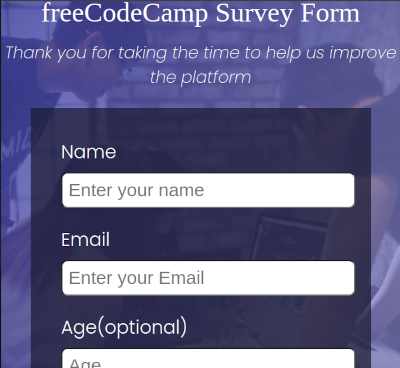 freeCodeCamp Survey Form
Thank you for taking the time to help us improve
the platform
Name
Enter your name
Email
Enter your Email
Age(optional)
Age